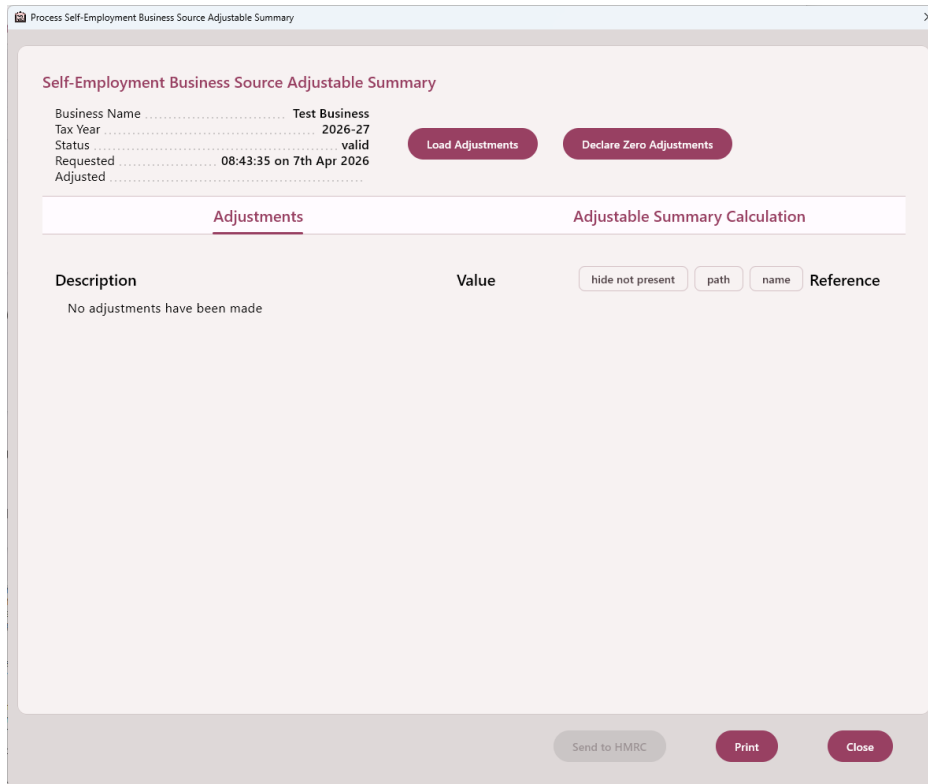 Process Self-Employment Business Source Adjustable Summary
Self-Employment Business Source Adjustable Summary
Business Name Test Business
Tax Year 2026-27
Status valid
Requested 08:43:35 on 7th Apr 2026
Adjusted
Load Adjustments Declare Zero Adjustments
Adjustments Adjustable Summary Calculation
Description Value hide not present path name Reference
No adjustments have been made
Send to HMRC Print Close